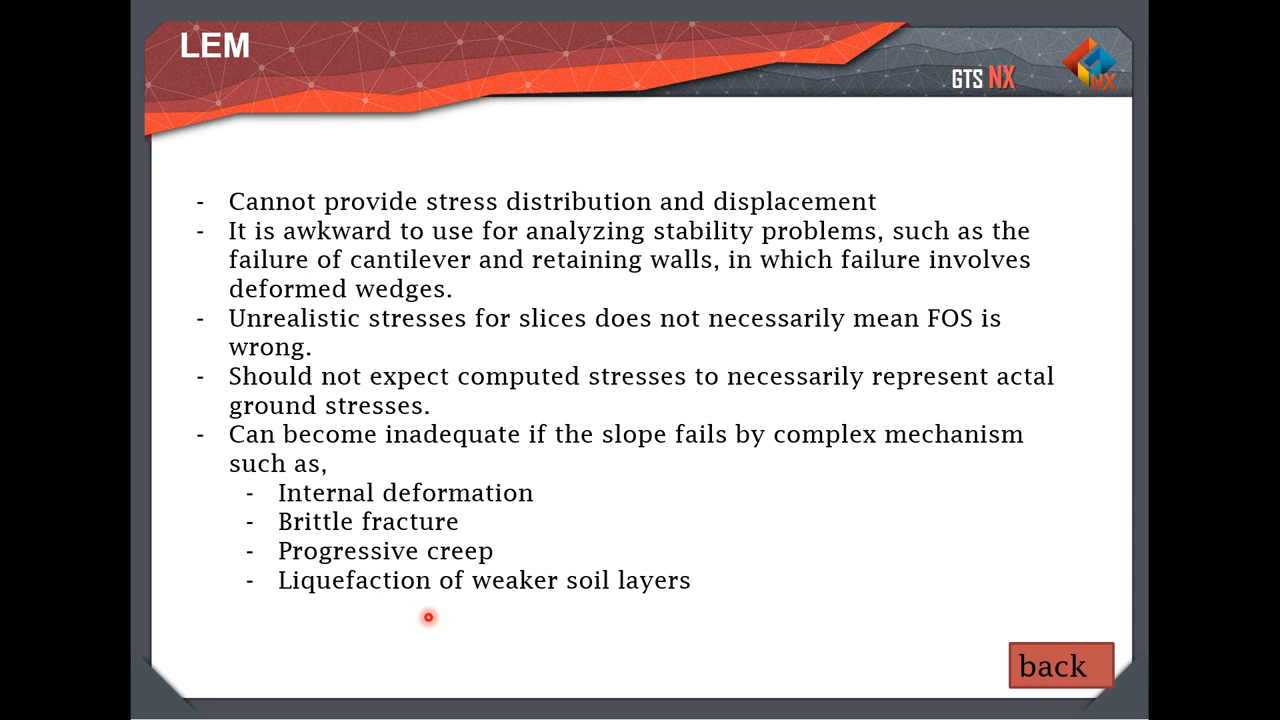 LEM
GTS NX
NX
- Cannot provide stress distribution and displacement
- It is awkward to use for analyzing stability problems, such as the
failure of cantilever and retaining walls, in which failure involves
deformed wedges.
- Unrealistic stresses for slices does not necessarily mean FOS is
wrong.
- Should not expect computed stresses to necessarily represent actal
ground stresses.
- Can become inadequate if the slope fails by complex mechanism
such as,
- Internal deformation
- Brittle fracture
- Progressive creep
- Liquefaction of weaker soil layers
back